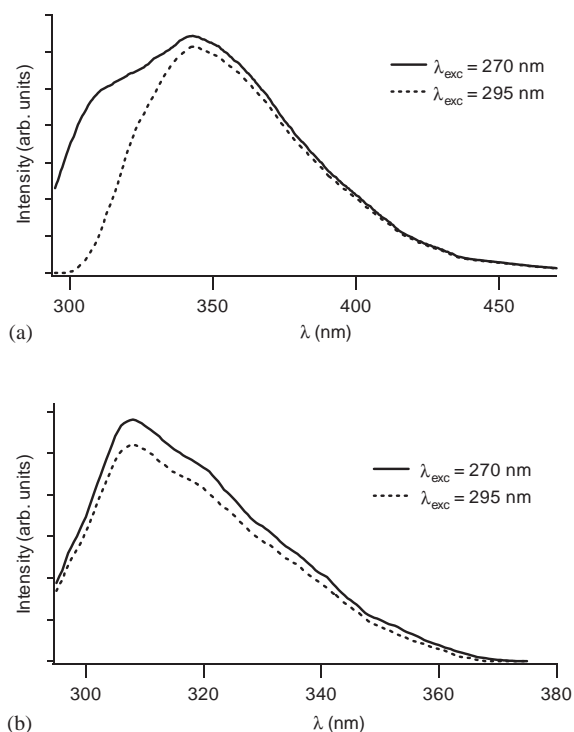 Intensity (arb. units)
λexc = 270 nm
λexc = 295 nm
300 350 400 450
λ (nm)
(a)
Intensity (arb. units)
λexc = 270 nm
λexc = 295 nm
300 320 340 360 380
λ (nm)
(b)